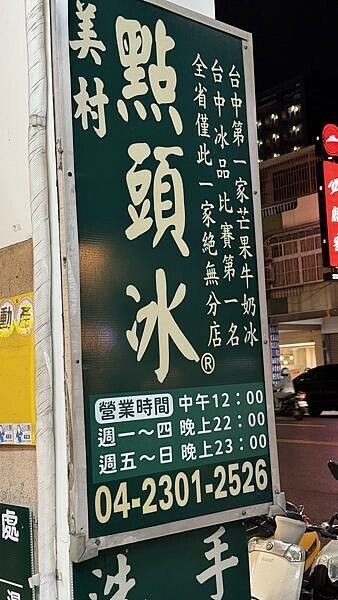 美村
點頭冰®
台中第一家芒果牛奶冰
台中冰品比賽第一名
全省僅此一家絕無分店
營業時間 中午12：00
週一～四 晚上22：00
週五～日 晚上23：00
04-2301-2526
洗手
處
動